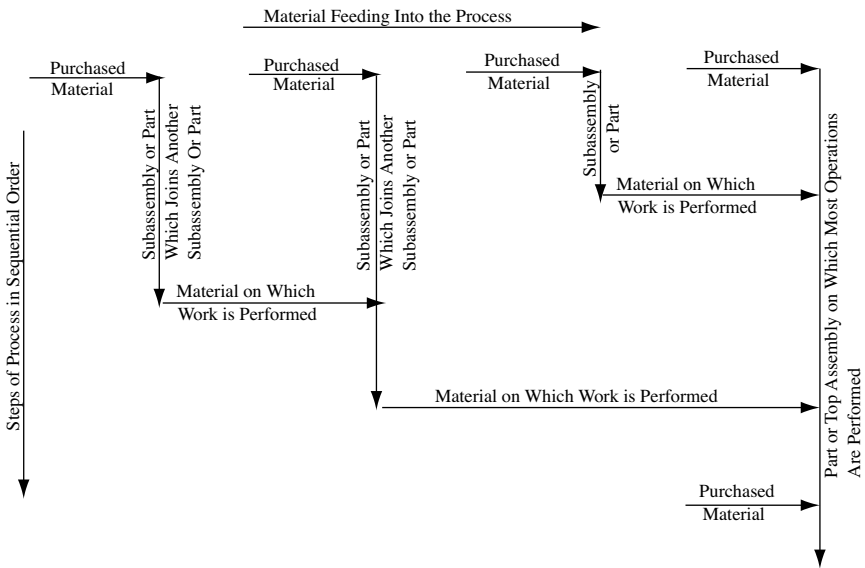 Material Feeding Into the Process
Purchased
Material
Purchased
Material
Purchased
Material
Purchased
Material
Steps of Process in Sequential Order
Subassembly or Part
Which Joins Another
Subassembly Or Part
Subassembly or Part
Which Joins Another
Subassembly or Part
Subassembly
or Part
Material on Which
Work is Performed
Part or Top Assembly on Which Most Operations
Are Performed
Material on Which
Work is Performed
Material on Which Work is Performed
Purchased
Material